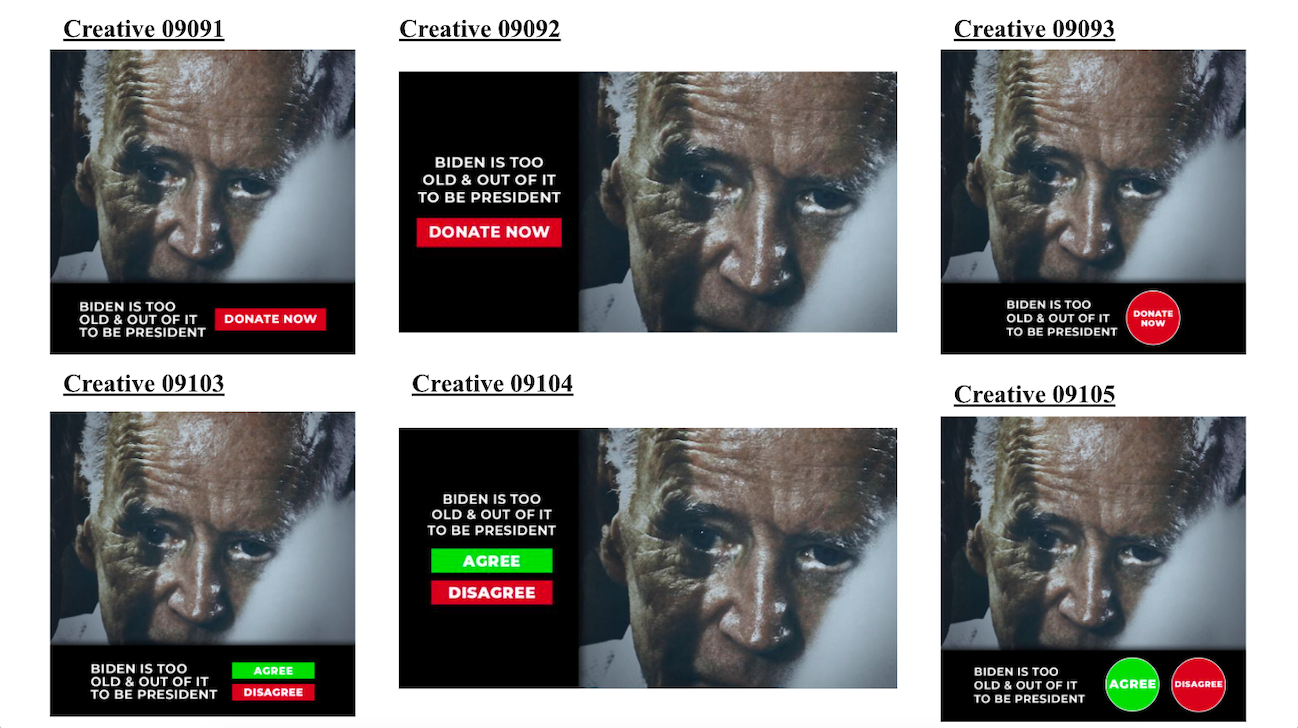 Creative 09091
BIDEN IS TOO
OLD & OUT OF IT
TO BE PRESIDENT
DONATE NOW
Creative 09092
BIDEN IS TOO
OLD & OUT OF IT
TO BE PRESIDENT
DONATE NOW
Creative 09093
BIDEN IS TOO
OLD & OUT OF IT
TO BE PRESIDENT
DONATE
NOW
Creative 09103
BIDEN IS TOO
OLD & OUT OF IT
TO BE PRESIDENT
AGREE
DISAGREE
Creative 09104
BIDEN IS TOO
OLD & OUT OF IT
TO BE PRESIDENT
AGREE
DISAGREE
Creative 09105
BIDEN IS TOO
OLD & OUT OF IT
TO BE PRESIDENT
AGREE
DISAGREE